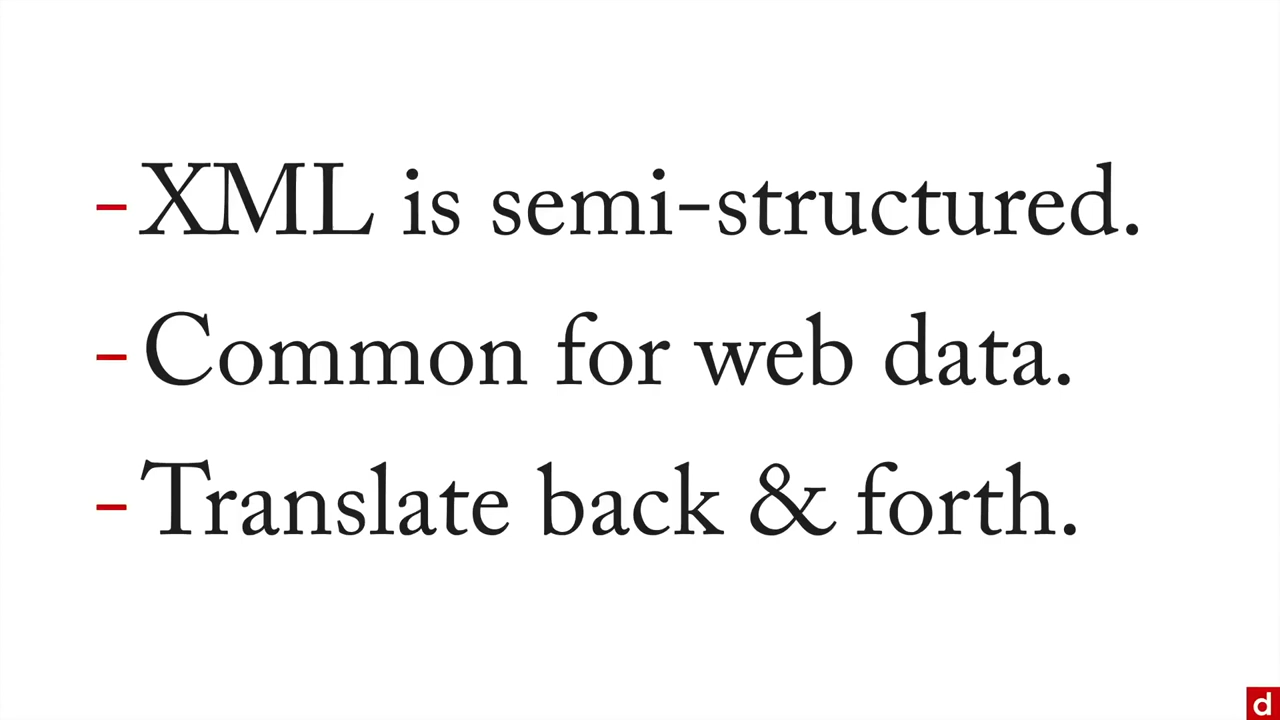 -XML is semi-structured.
-Common for web data.
-Translate back & forth.
d